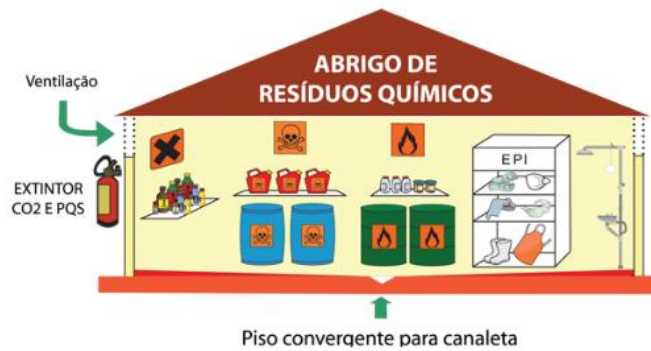 ABRIGO DE
RESÍDUOS QUÍMICOS
Ventilação
EPI
EXTINTOR
CO2 E PQS
Piso convergente para canaleta